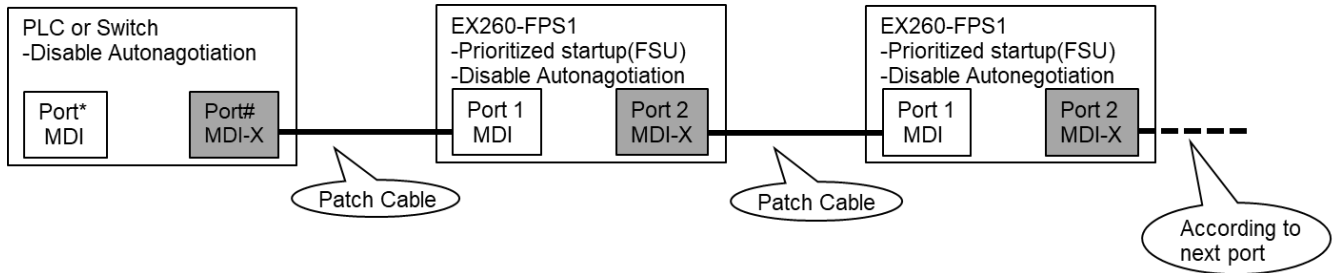 PLC or Switch
-Disable Autonagotiation
Port*
MDI
Port#
MDI-X
Patch Cable
EX260-FPS1
-Prioritized startup(FSU)
-Disable Autonagotiation
Port 1
MDI
Port 2
MDI-X
Patch Cable
EX260-FPS1
-Prioritized startup(FSU)
-Disable Autonegotiation
Port 1
MDI
Port 2
MDI-X
According to
next port